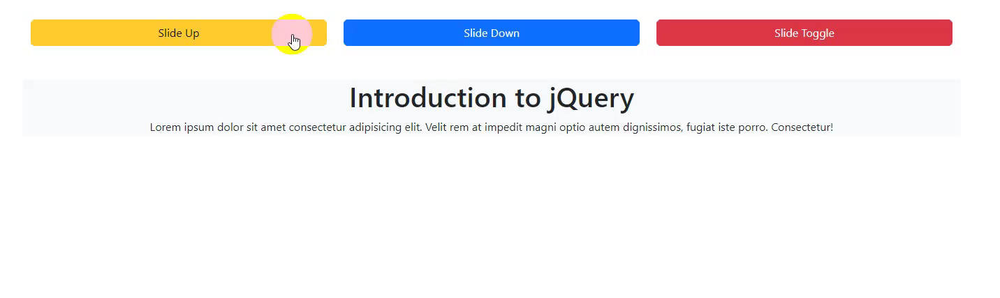 Slide Up
Slide Down
Slide Toggle
Introduction to jQuery
Lorem ipsum dolor sit amet consectetur adipisicing elit. Velit rem at impedit magni optio autem dignissimos, fugiat iste porro. Consectetur!